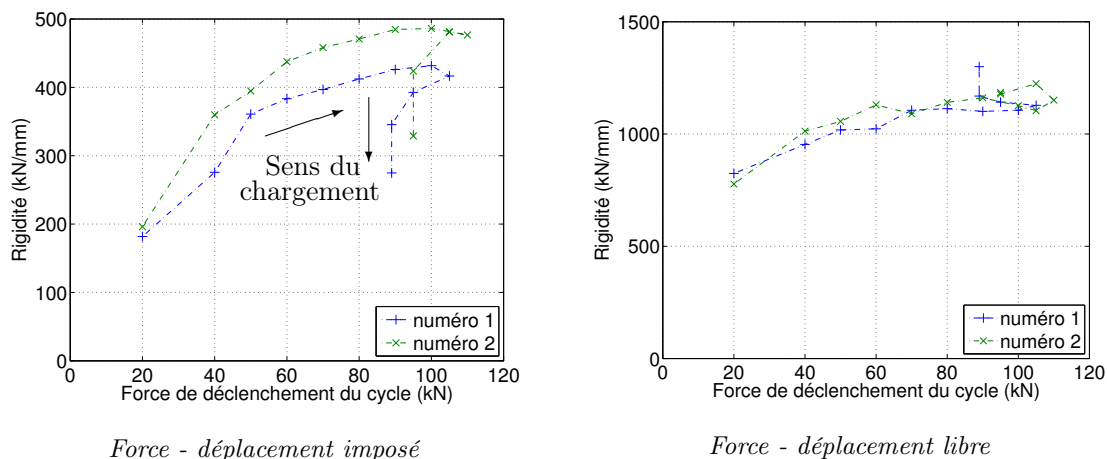 500
400
300
200
100
0
0
20
40
60
80
100
120
Rigidité (kN/mm)
Force de déclenchement du cycle (kN)
Sens du
chargement
numéro 1
numéro 2
Force - déplacement imposé
1500
1000
500
0
0
20
40
60
80
100
120
Rigidité (kN/mm)
Force de déclenchement du cycle (kN)
numéro 1
numéro 2
Force - déplacement libre